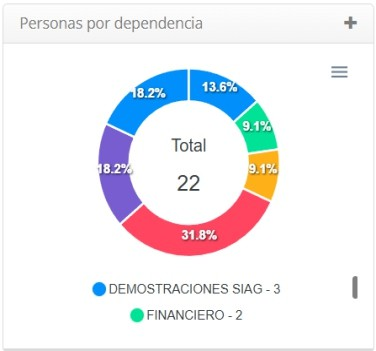 Personas por dependencia
18.2%
13.6%
9.1%
Total
18.2%
9.1%
22
31.8%
DEMOSTRACIONES SIAG - 3
FINANCIERO - 2